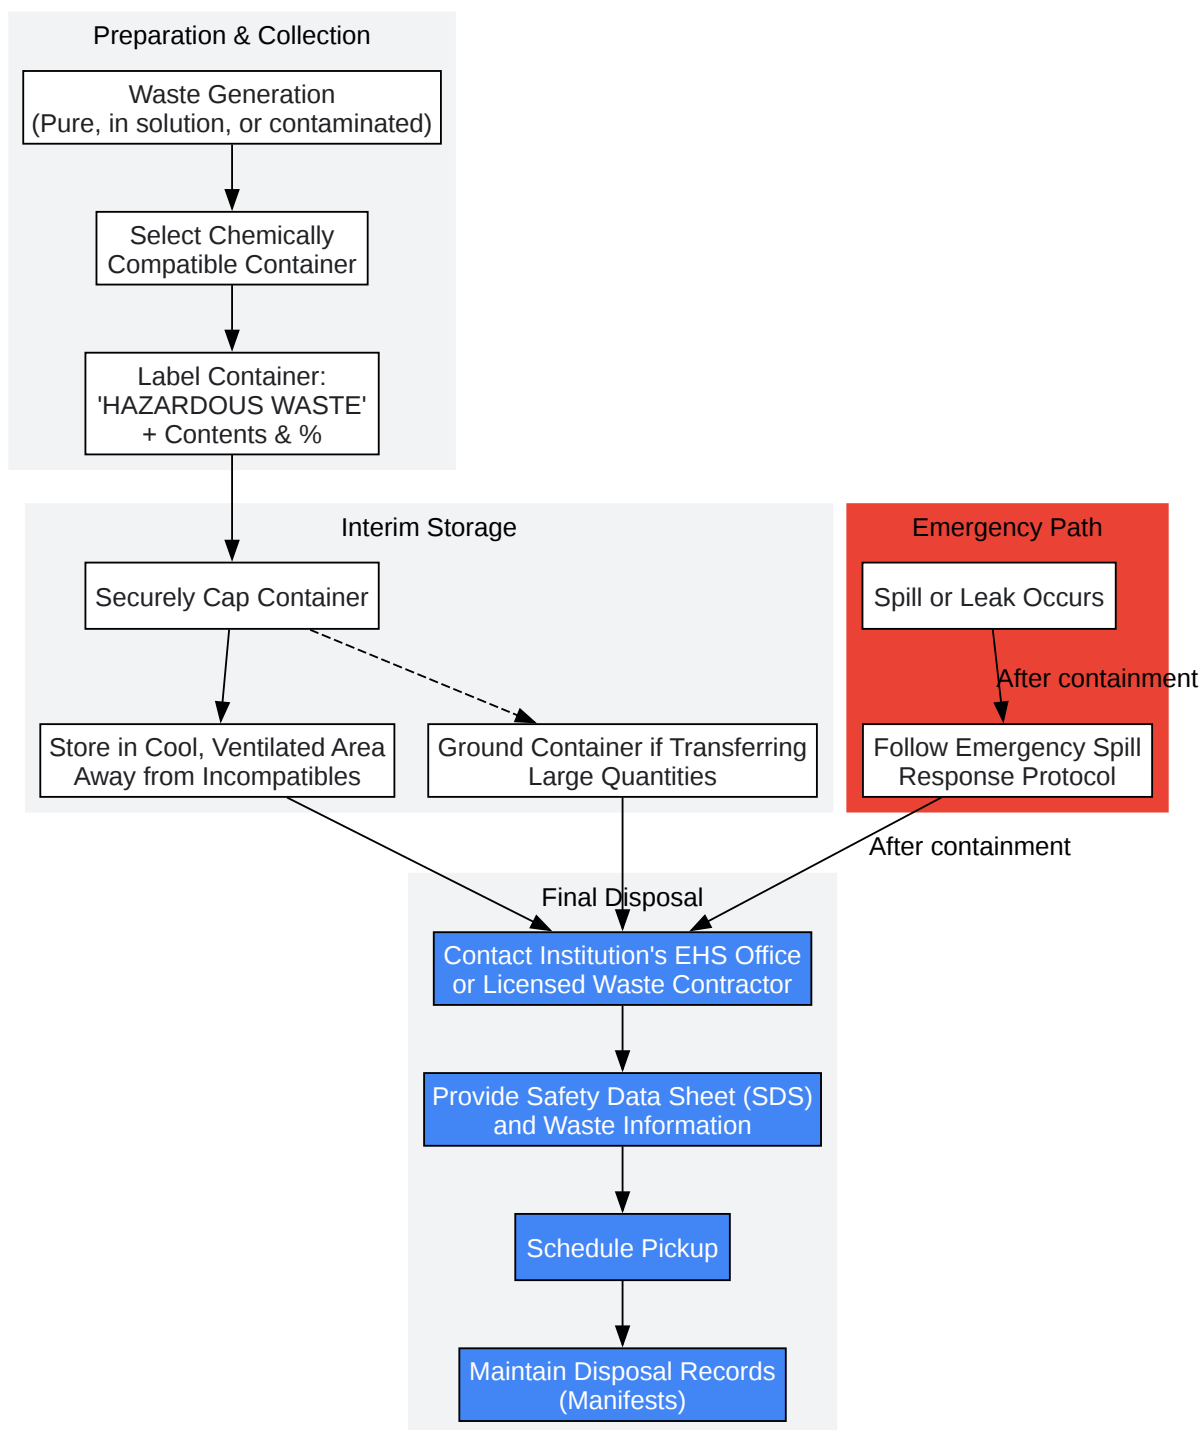 Preparation & Collection
Waste Generation
(Pure, in solution, or contaminated)
Select Chemically
Compatible Container
Label Container:
'HAZARDOUS WASTE'
+ Contents & %
Interim Storage
Securely Cap Container
Store in Cool, Ventilated Area
Away from Incompatibles
Ground Container if Transferring
Large Quantities
Emergency Path
Spill or Leak Occurs
After containment
Follow Emergency Spill
Response Protocol
After containment
Final Disposal
Contact Institution's EHS Office
or Licensed Waste Contractor
Provide Safety Data Sheet (SDS)
and Waste Information
Schedule Pickup
Maintain Disposal Records
(Manifests)